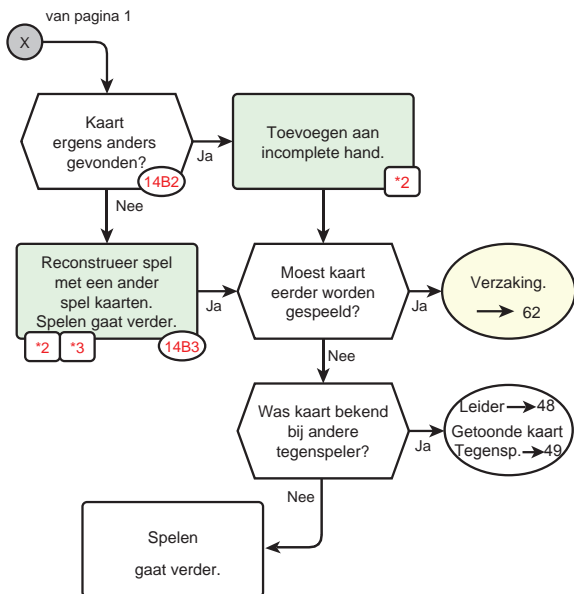 van pagina 1
X
Kaart
ergens anders
gevonden?
14B2
Ja
Toevoegen aan
incomplete hand.
*2
Nee
Reconstrueer spel
met een ander
spel kaarten.
Spelen gaat verder.
*2
*3
14B3
Ja
Moest kaart
eerder worden
gespeeld?
Ja
Verzaking.
62
Nee
Was kaart bekend
bij andere
tegenspeler?
Ja
Leider 48
Getoonde kaart
Tegensp. 49
Nee
Spelen
gaat verder.